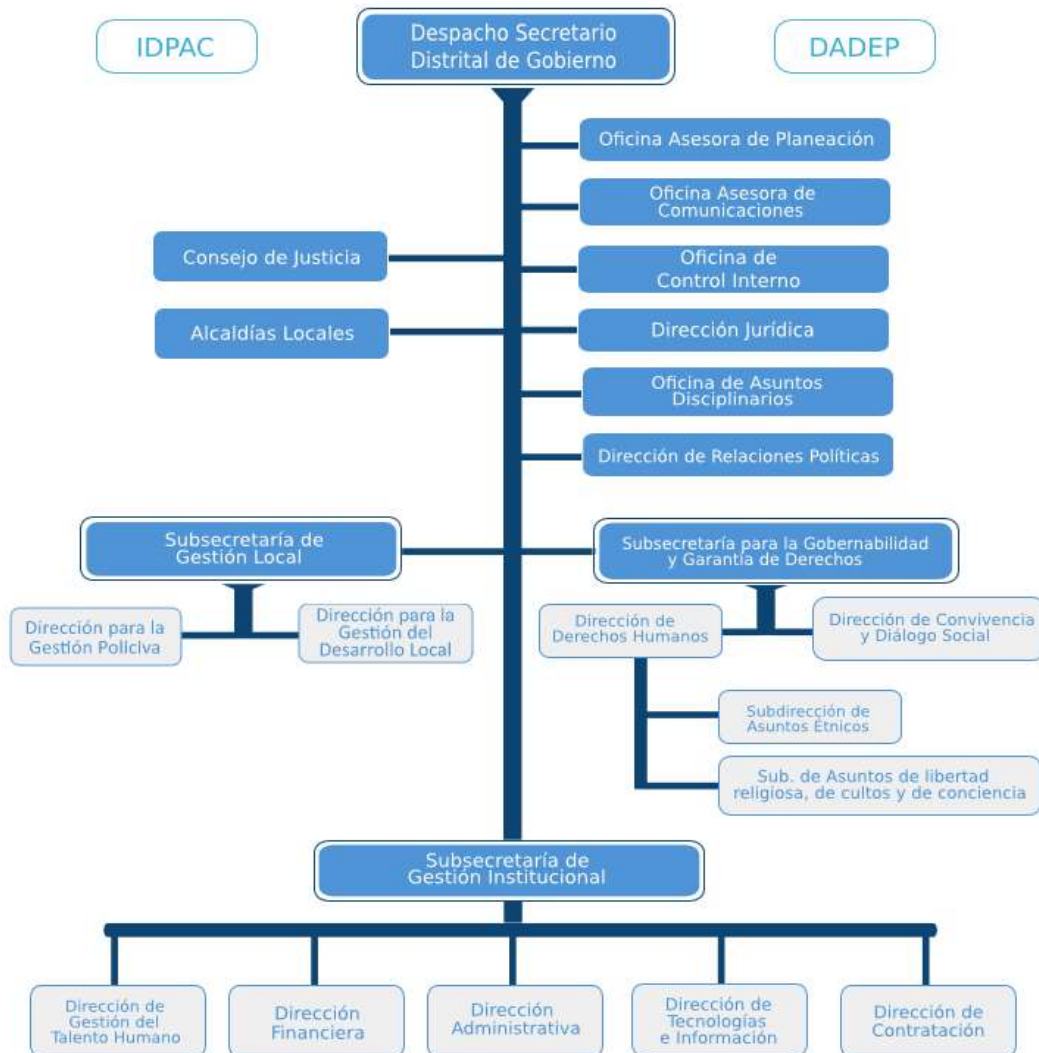 IDPAC
Despacho Secretario
Distrital de Gobierno
DADEP
Oficina Asesora de Planeación
Oficina Asesora de
Comunicaciones
Consejo de Justicia
Oficina de
Control Interno
Alcaldías Locales
Dirección Jurídica
Oficina de Asuntos
Disciplinarios
Dirección de Relaciones Políticas
Subsecretaría de
Gestión Local
Subsecretaría para la Gobernabilidad
y Garantía de Derechos
Dirección para la
Gestión Policiva
Dirección para la
Gestión del
Desarrollo Local
Dirección de
Derechos Humanos
Dirección de Convivencia
y Diálogo Social
Subdirección de
Asuntos Étnicos
Sub. de Asuntos de libertad
religiosa, de cultos y de conciencia
Subsecretaría de
Gestión Institucional
Dirección de
Gestión del
Talento Humano
Dirección
Financiera
Dirección
Administrativa
Dirección de
Tecnologías
e Información
Dirección de
Contratación